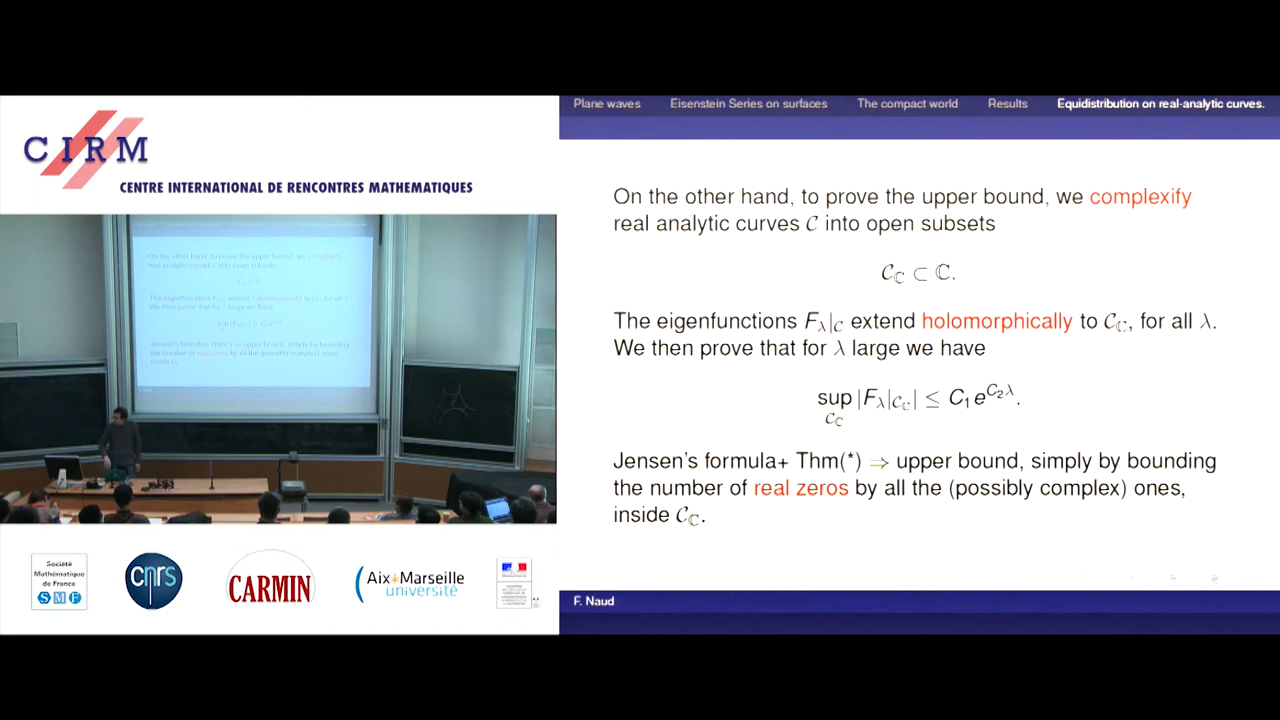 CIRM
CENTRE INTERNATIONAL DE RENCONTRES MATHEMATIQUES
Plane waves Eisenstein Series on surfaces The compact world Results Equidistribution on real-analytic curves.
On the other hand, to prove the upper bound, we complexify
real analytic curves 𝒞 into open subsets
𝒞_ℂ ⊂ ℂ.
The eigenfunctions F_λ|_𝒞 extend holomorphically to 𝒞_ℂ, for all λ.
We then prove that for λ large we have
sup_{𝒞_ℂ} |F_λ|_{𝒞_ℂ}| ≤ C₁e^{C₂λ}.
Jensen's formula+ Thm(*) ⇒ upper bound, simply by bounding
the number of real zeros by all the (possibly complex) ones,
inside 𝒞_ℂ.
F. Naud
Société
Mathématique
de France
SMF
cnrs
CARMIN
Aix*Marseille
université